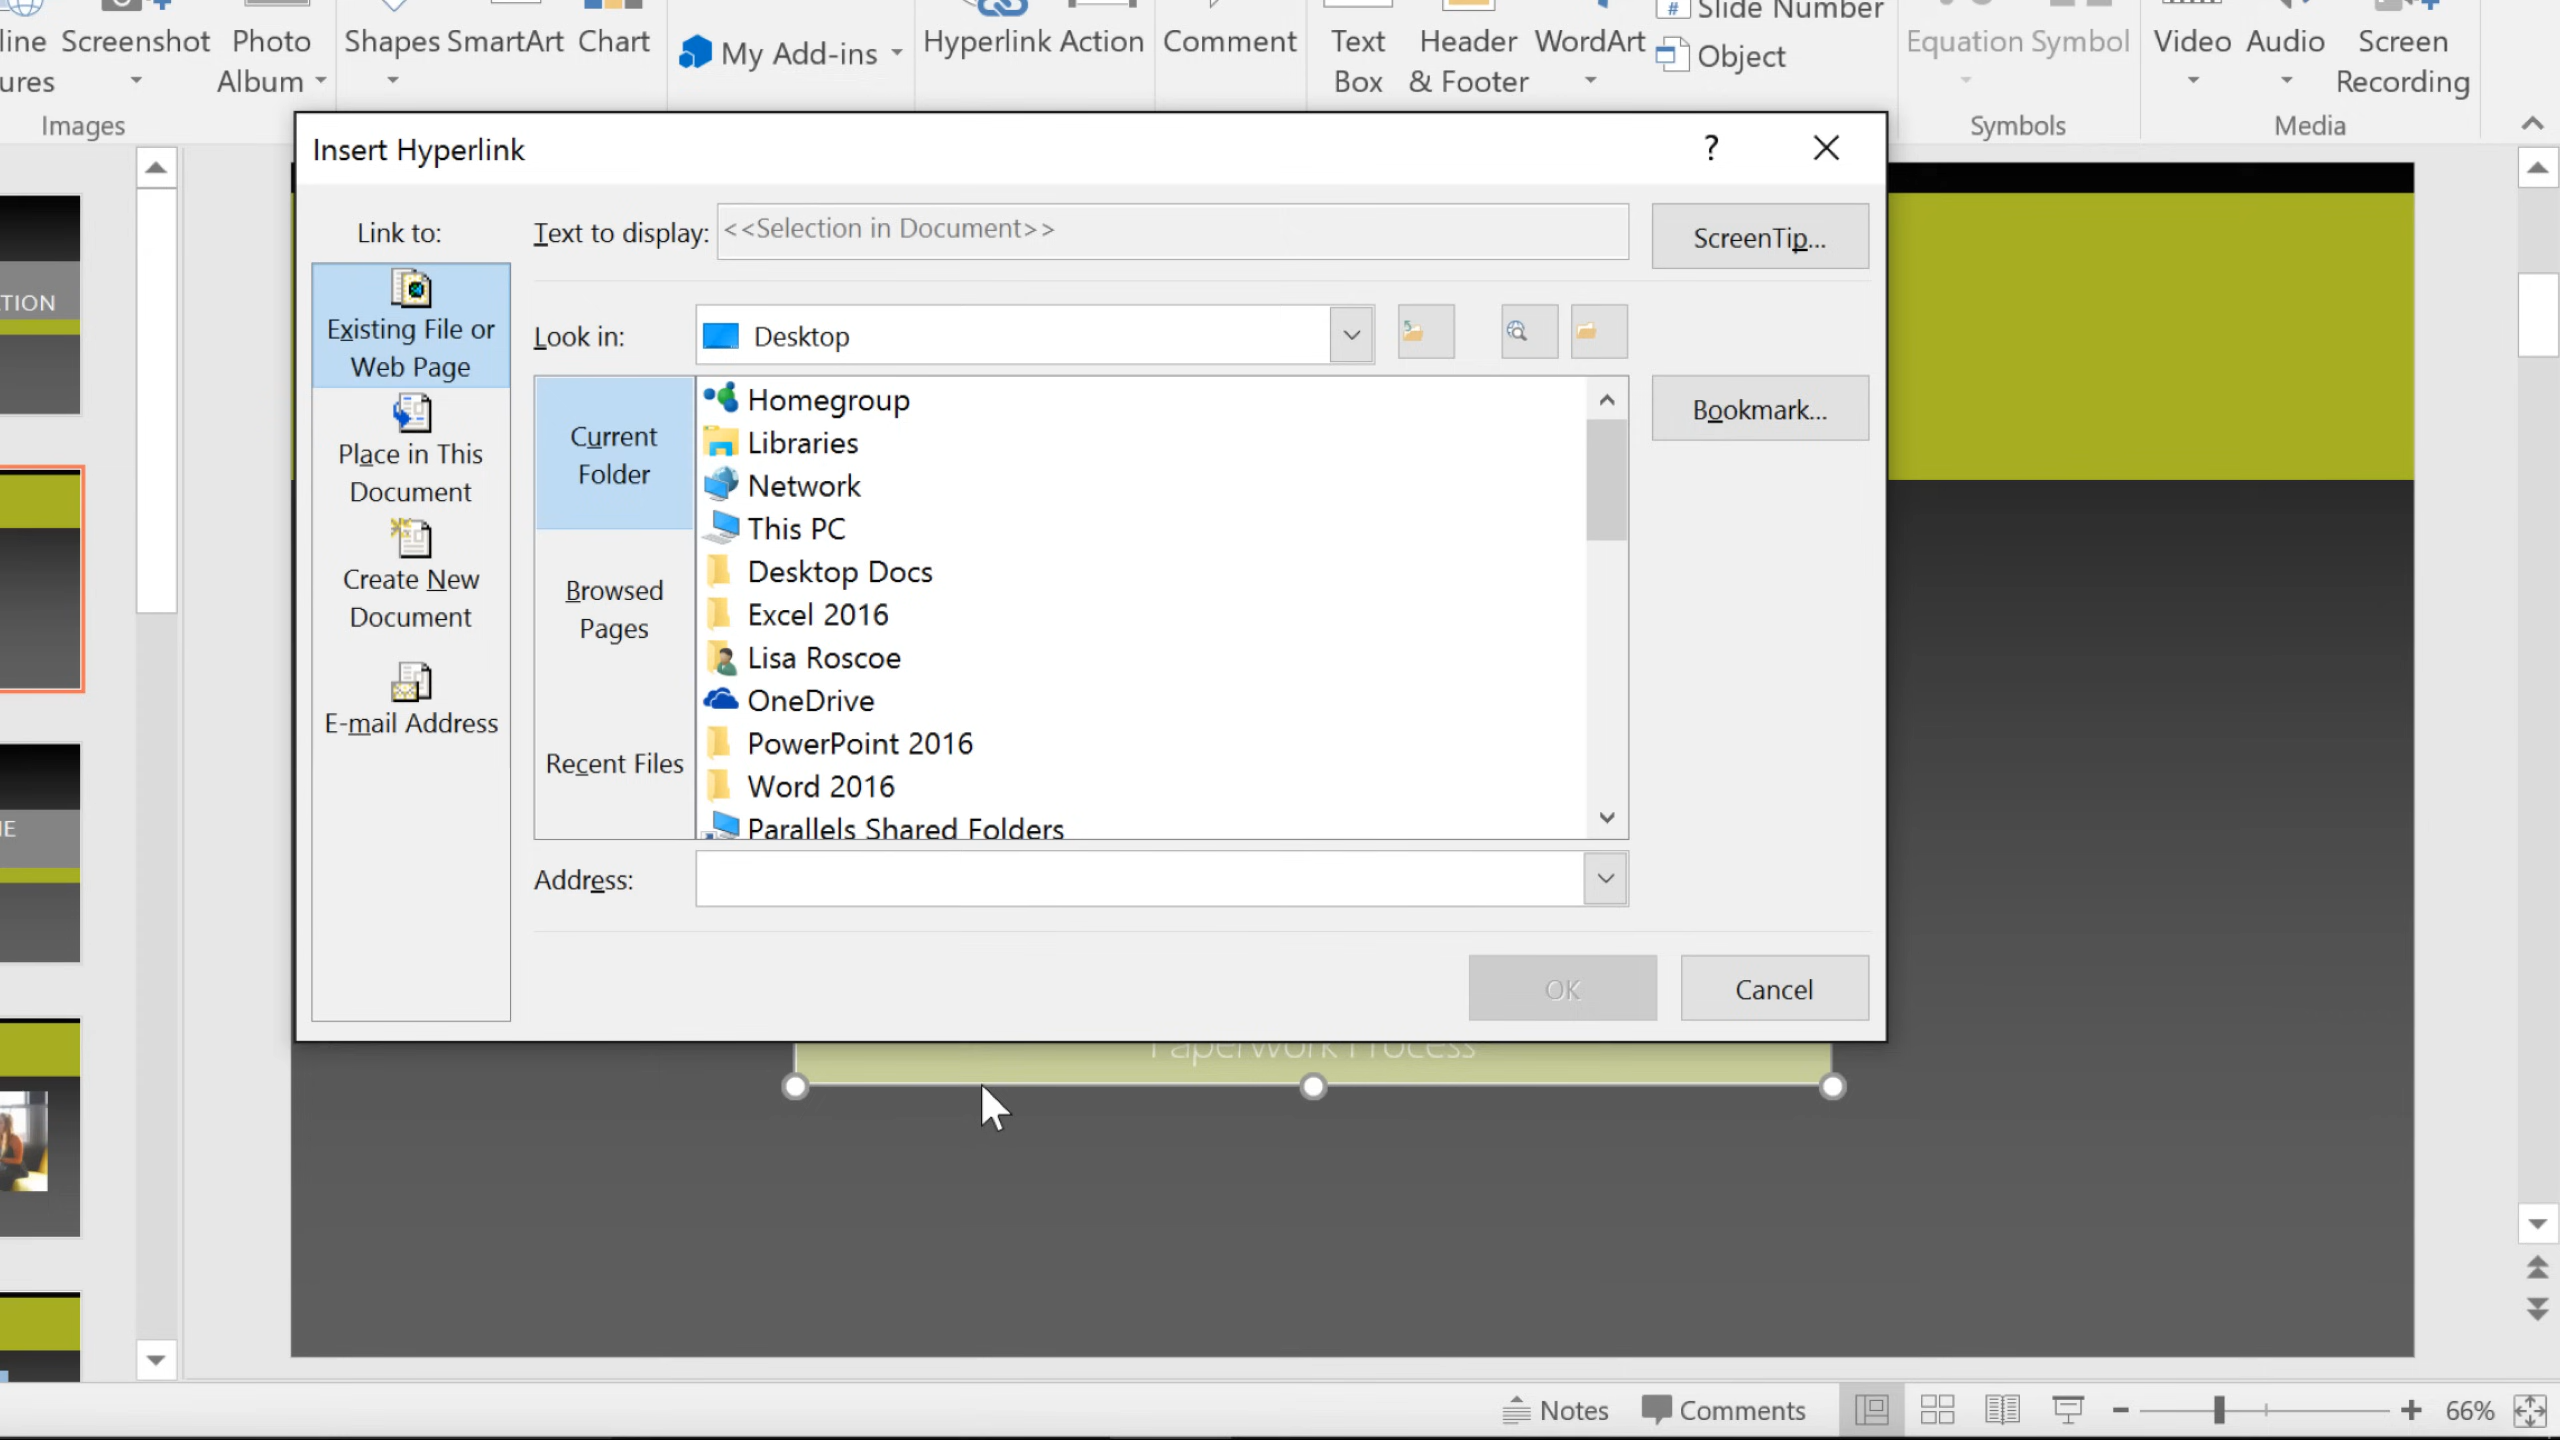 Slide Number
line Screenshot Photo Shapes SmartArt Chart My Add-ins Hyperlink Action Comment Text Header WordArt Object Equation Symbol Video Audio Screen
ures Album Box & Footer Recording
Images Symbols Media
Insert Hyperlink ?
Link to: Text to display: <<Selection in Document>> ScreenTip...
TION
Existing File or
Web Page
Look in: Desktop
Place in This
Document
Create New
Document
E-mail Address
Current
Folder
Browsed
Pages
Recent Files
Homegroup
Libraries
Network
This PC
Desktop Docs
Excel 2016
Lisa Roscoe
OneDrive
PowerPoint 2016
Word 2016
Parallels Shared Folders
Bookmark...
IE
Address:
OK Cancel
Paperwork Process
Notes Comments 66%